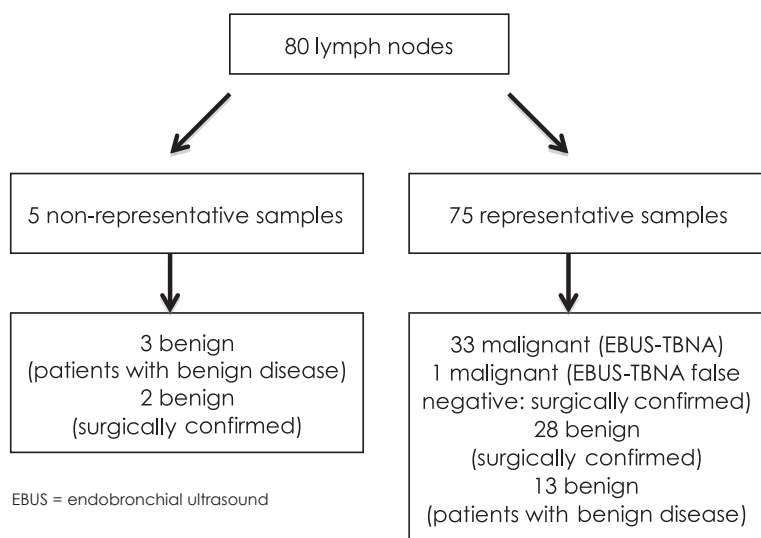 80 lymph nodes
5 non-representative samples
75 representative samples
3 benign
(patients with benign disease)
2 benign
(surgically confirmed)
33 malignant (EBUS-TBNA)
1 malignant (EBUS-TBNA false
negative: surgically confirmed)
28 benign
(surgically confirmed)
13 benign
(patients with benign disease)
EBUS = endobronchial ultrasound